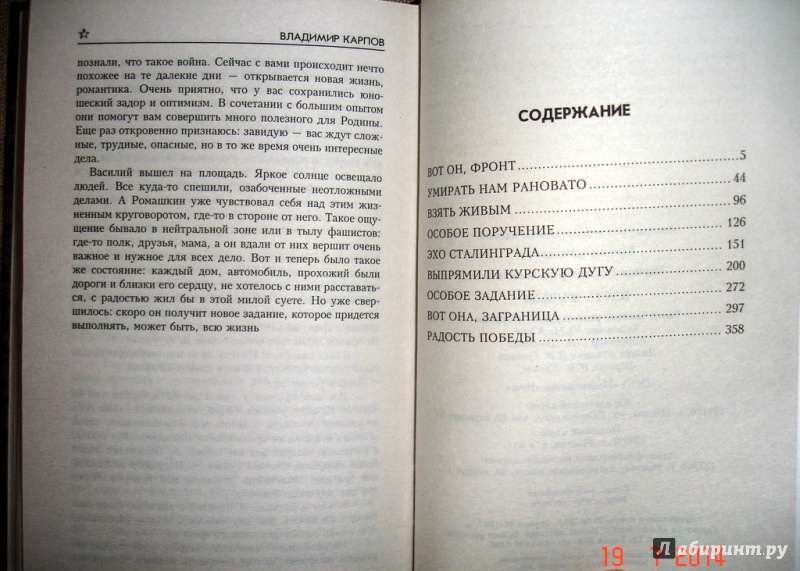 ВЛАДИМИР КАРПОВ
познали, что такое война. Сейчас с вами происходит нечто
похожее на те далекие дни — открывается новая жизнь,
романтика. Очень приятно, что у вас сохранились юно-
шеский задор и оптимизм. В сочетании с большим опытом
они помогут вам совершить много полезного для Родины.
Еще раз откровенно признаюсь: завидую — вас ждут слож-
ные, трудные, опасные, но в то же время очень интересные
дела.
Василий вышел на площадь. Яркое солнце освещало
людей. Все куда-то спешили, озабоченные неотложными
делами. А Ромашкин уже чувствовал себя над этим жиз-
ненным круговоротом, где-то в стороне от него. Такое ощу-
щение бывало в нейтральной зоне или в тылу фашистов:
где-то полк, друзья, мама, а он вдали от них вершит очень
важное и нужное для всех дело. Вот и теперь было такое
же состояние: каждый дом, автомобиль, прохожий были
дороги и близки его сердцу, не хотелось с ними расставать-
ся, с радостью жил бы в этой милой суете. Но уже свер-
шилось: скоро он получит новое задание, которое придется
выполнять, может быть, всю жизнь
СОДЕРЖАНИЕ
ВОТ ОН, ФРОНТ 5
УМИРАТЬ НАМ РАНОВАТО 44
ВЗЯТЬ ЖИВЫМ 96
ОСОБОЕ ПОРУЧЕНИЕ 126
ЭХО СТАЛИНГРАДА 151
ВЫПРЯМИЛИ КУРСКУЮ ДУГУ 200
ОСОБОЕ ЗАДАНИЕ 272
ВОТ ОНА, ЗАГРАНИЦА 297
РАДОСТЬ ПОБЕДЫ 358
19 1 2014
Лабиринт.ру